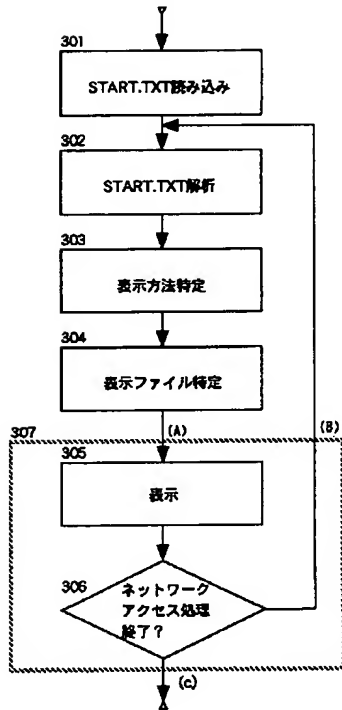 301
START.TXT読み込み
302
START.TXT解析
303
表示方法特定
304
表示ファイル特定
(A)
(B)
307
305
表示
306
ネットワーク
アクセス処理
終了？
(c)